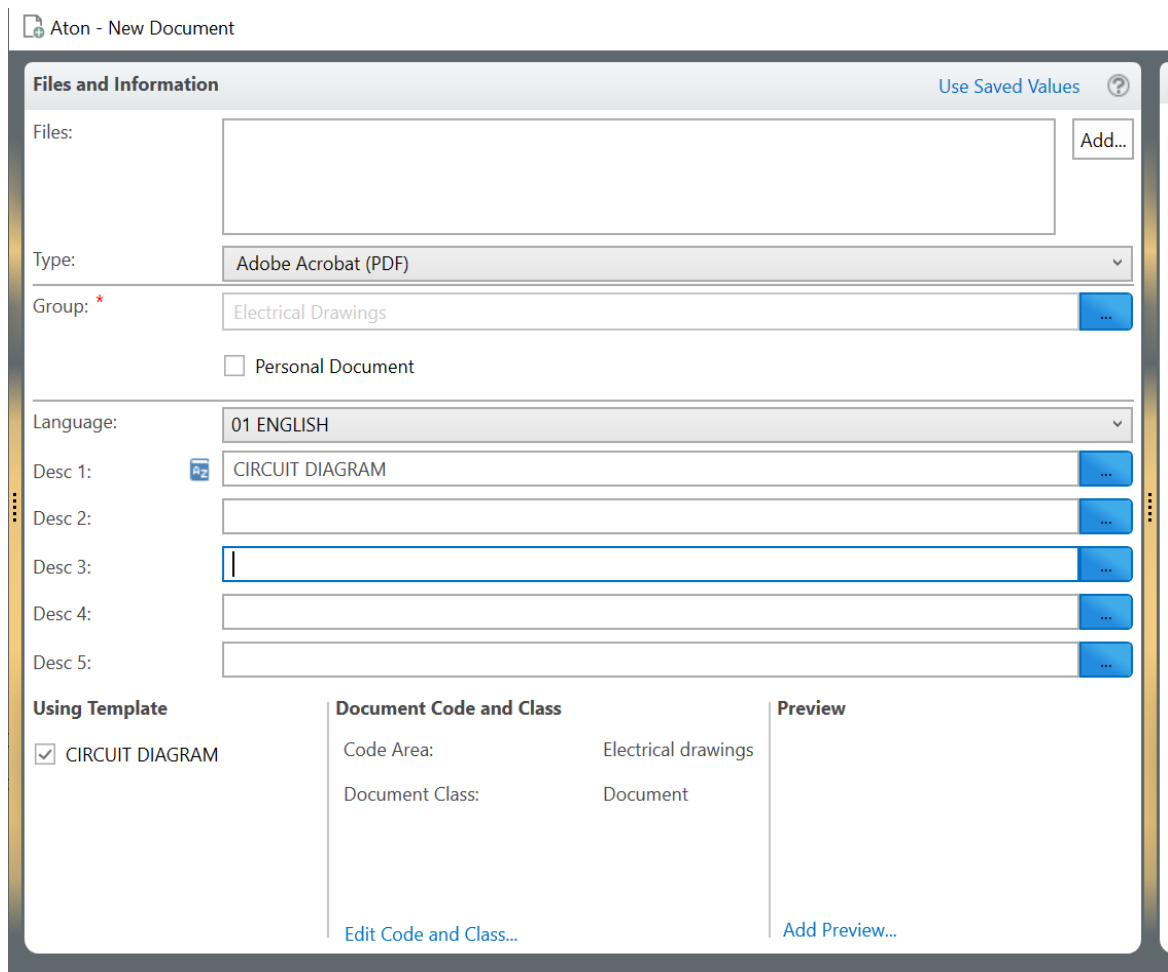 Aton - New Document
Files and Information
Use Saved Values
?
Files:
Add...
Type:
Adobe Acrobat (PDF)
Group: *
Electrical Drawings
...
Personal Document
Language:
01 ENGLISH
Desc 1:
AZ
CIRCUIT DIAGRAM
...
Desc 2:
...
Desc 3:
...
Desc 4:
...
Desc 5:
...
Using Template
CIRCUIT DIAGRAM
Document Code and Class
Code Area:
Electrical drawings
Document Class:
Document
Edit Code and Class...
Preview
Add Preview...